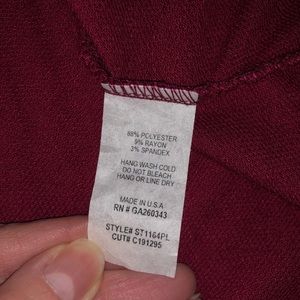 88% POLYESTER
9% RAYON
3% SPANDEX
HAND WASH COLD
DO NOT BLEACH
HANG OR LINE DRY
MADE IN U.S.A
RN # GA260343
STYLE# ST1164PL
CUT# C191295